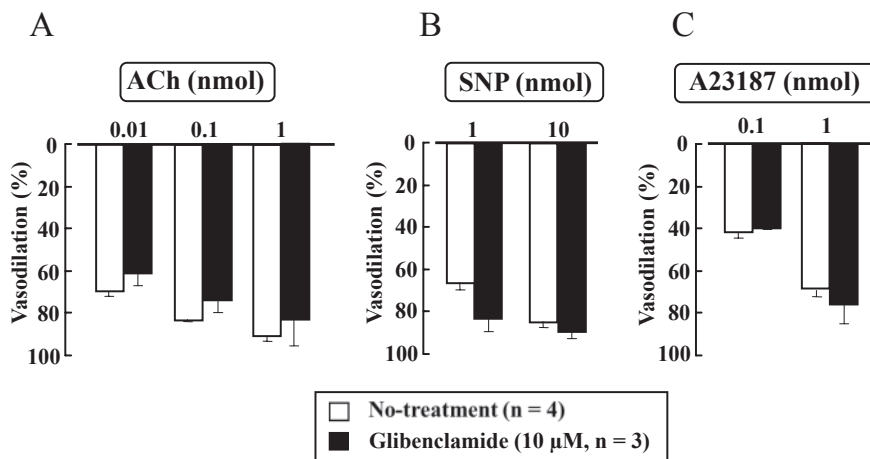 A
B
C
ACh (nmol)
SNP (nmol)
A23187 (nmol)
0.01 0.1 1
1 10
0.1 1
Vasodilation (%)
0
20
40
60
80
100
Vasodilation (%)
0
20
40
60
80
100
Vasodilation (%)
0
20
40
60
80
100
No-treatment (n = 4)
Glibenclamide (10 µM, n = 3)